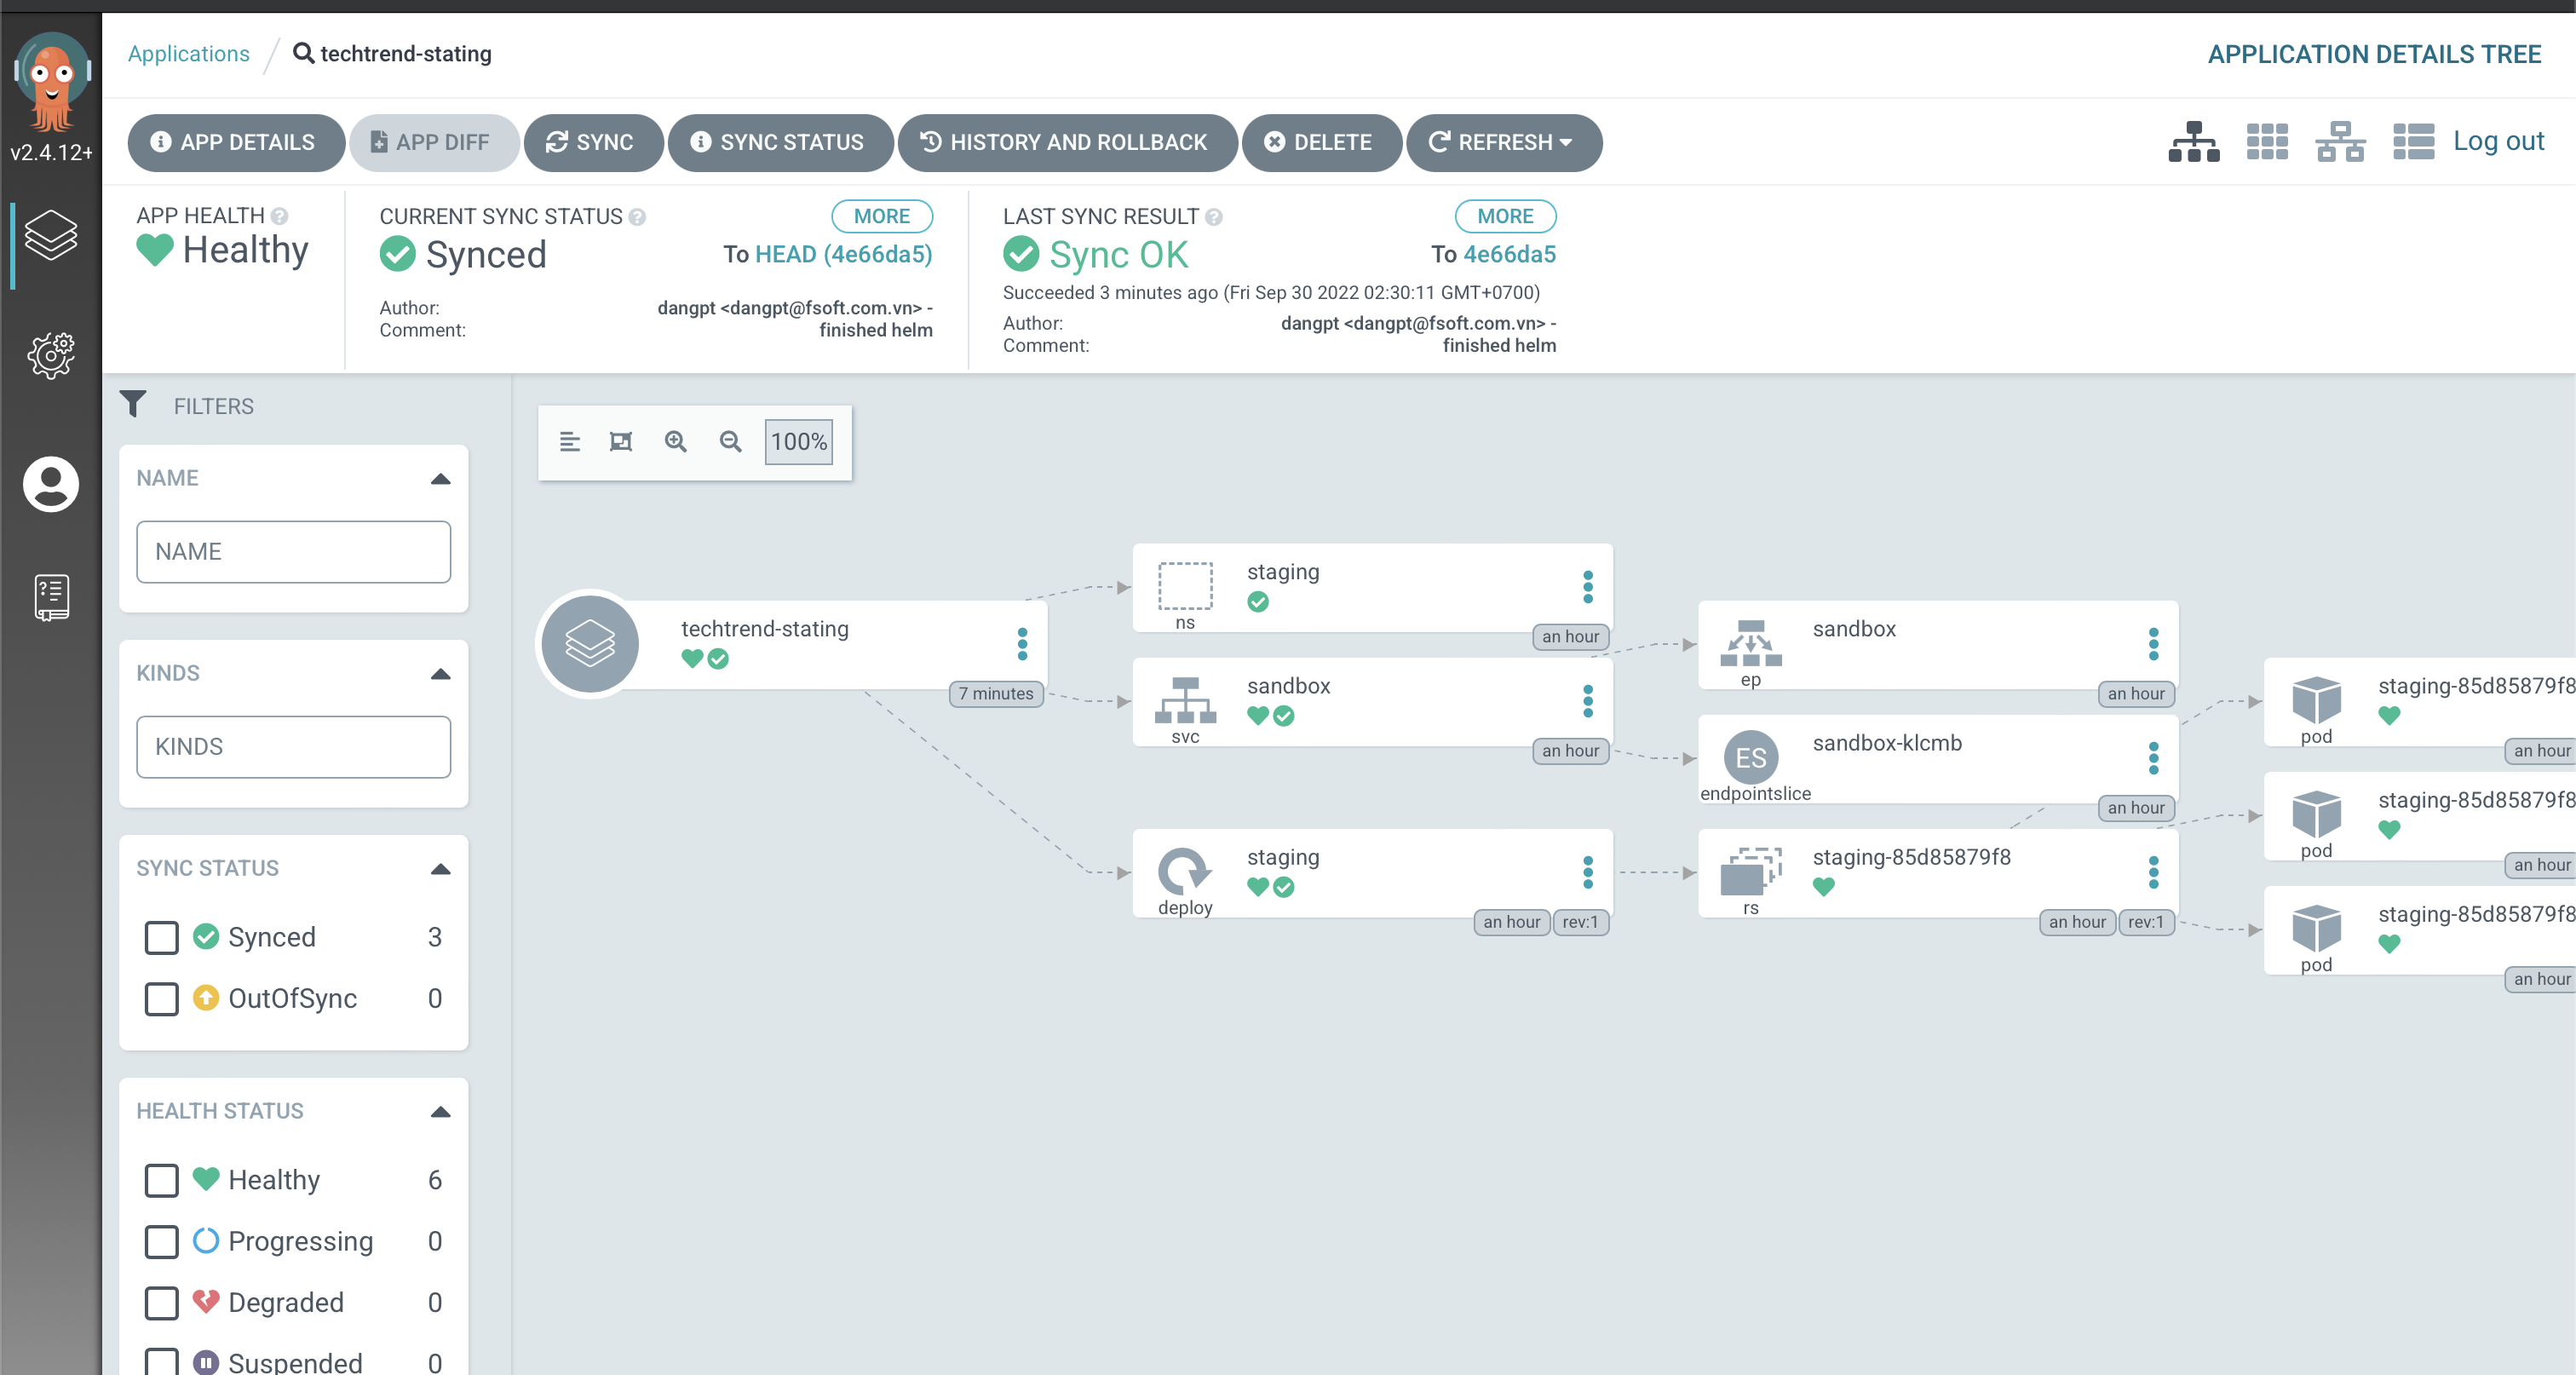 Applications / techtrend-stating
APPLICATION DETAILS TREE
v2.4.12+
APP DETAILS
APP DIFF
SYNC
SYNC STATUS
HISTORY AND ROLLBACK
DELETE
REFRESH
Log out
APP HEALTH
Healthy
CURRENT SYNC STATUS
MORE
Synced
To HEAD (4e66da5)
Author: dangpt <dangpt@fsoft.com.vn> -
Comment: finished helm
LAST SYNC RESULT
MORE
Sync OK
To 4e66da5
Succeeded 3 minutes ago (Fri Sep 30 2022 02:30:11 GMT+0700)
Author: dangpt <dangpt@fsoft.com.vn> -
Comment: finished helm
FILTERS
NAME
NAME
KINDS
KINDS
SYNC STATUS
Synced 3
OutOfSync 0
HEALTH STATUS
Healthy 6
Progressing 0
Degraded 0
Suspended 0
100%
techtrend-stating
7 minutes
staging
ns
an hour
sandbox
svc
an hour
staging
deploy
an hour
rev:1
sandbox
ep
an hour
sandbox-klcmb
ES
endpointslice
an hour
staging-85d85879f8
rs
an hour
rev:1
staging-85d85879f8
pod
an hour
staging-85d85879f8
pod
an hour
staging-85d85879f8
pod
an hour